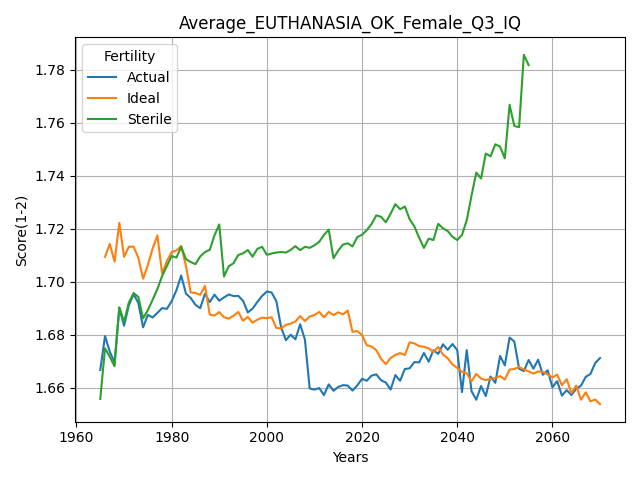 Average_EUTHANASIA_OK_Female_Q3_IQ
Fertility
Actual
Ideal
Sterile
Score(1-2)
1.78
1.76
1.74
1.72
1.70
1.68
1.66
1960
1980
2000
2020
2040
2060
Years